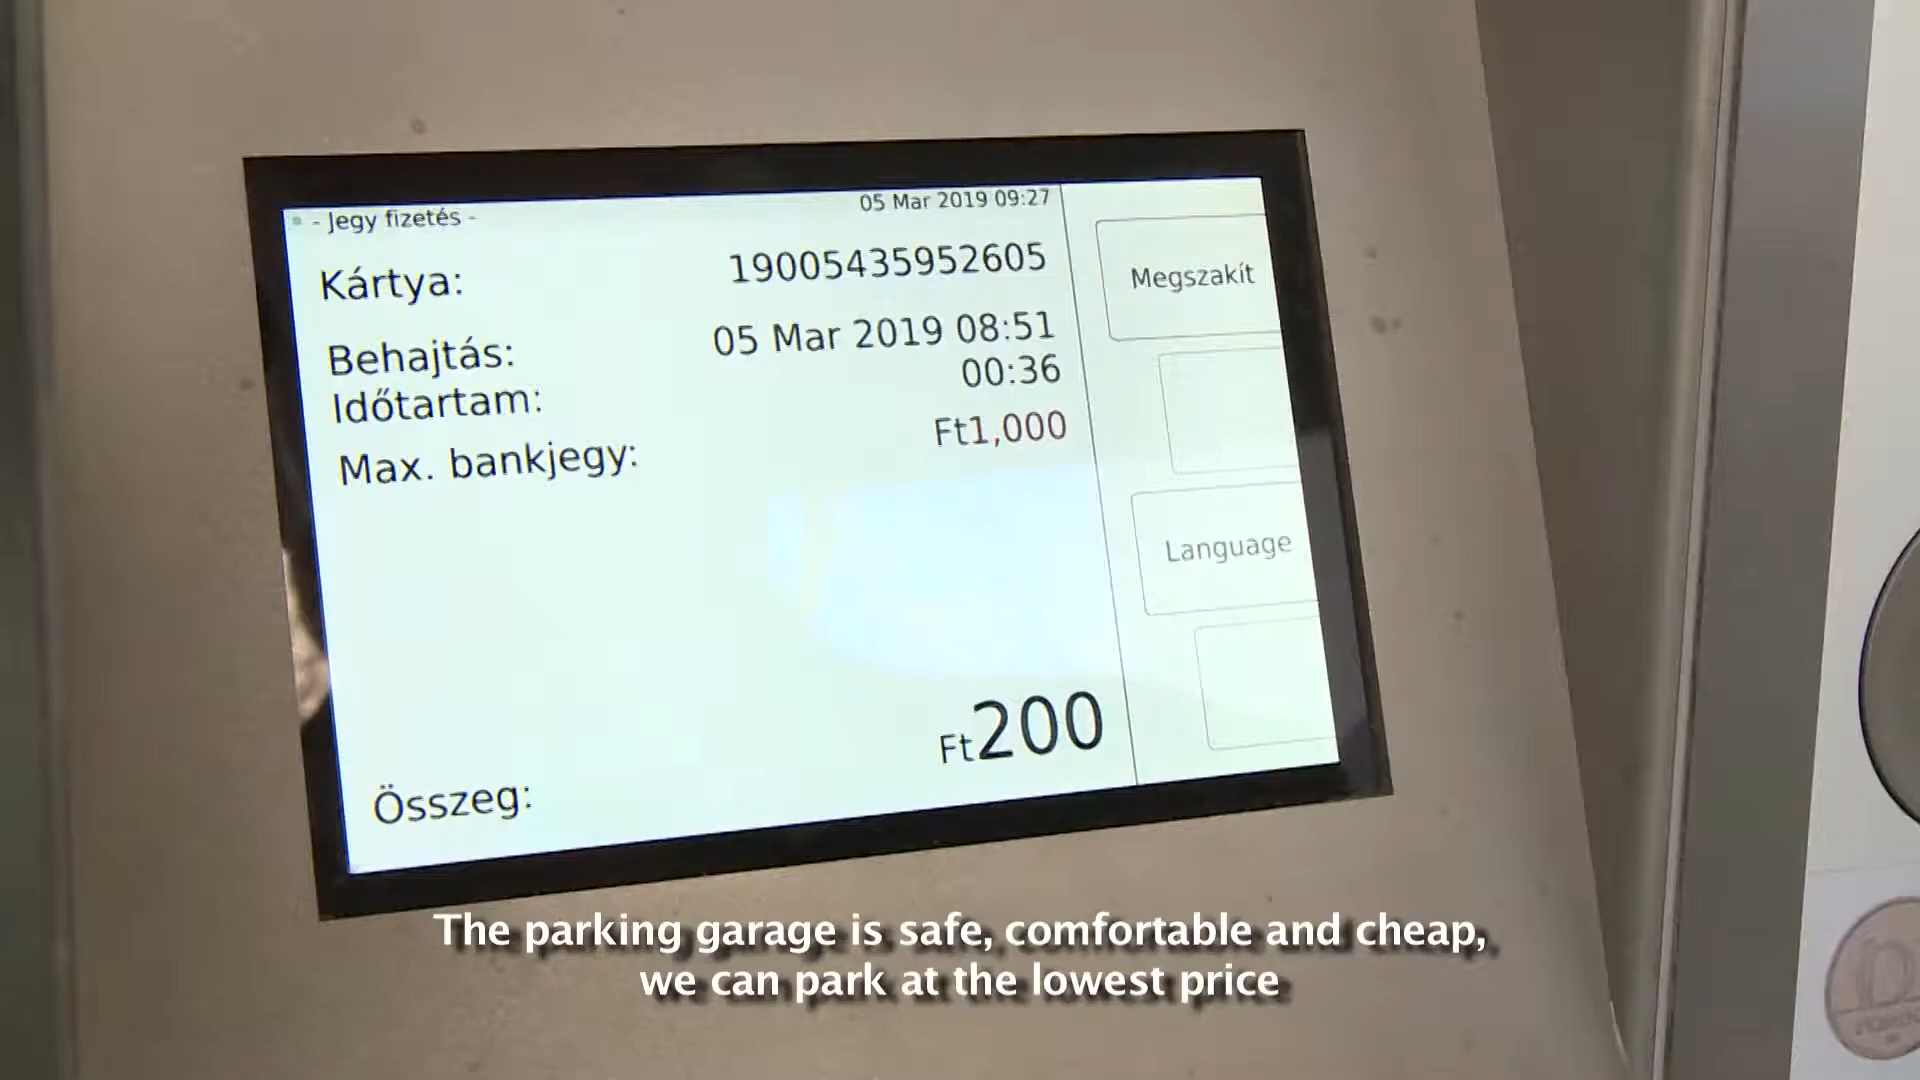 - Jegy fizetés -
05 Mar 2019 09:27
Kártya: 19005435952605
Behajtás: 05 Mar 2019 08:51
Időtartam: 00:36
Max. bankjegy: Ft1,000
Összeg: Ft200
Megszakít
Language
The parking garage is safe, comfortable and cheap,
we can park at the lowest price